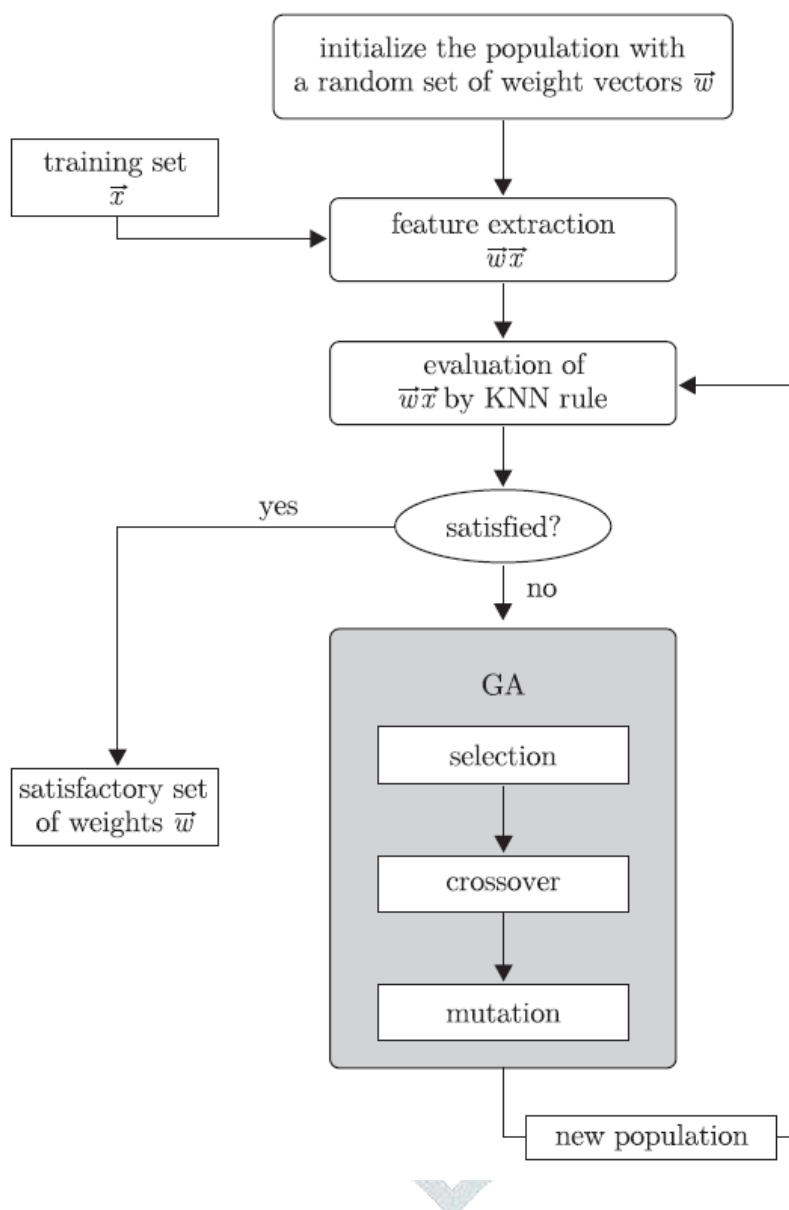 initialize the population with
a random set of weight vectors w⃗
training set
x⃗
feature extraction
w⃗x⃗
evaluation of
w⃗x⃗ by KNN rule
yes
satisfied?
no
GA
selection
satisfactory set
of weights w⃗
crossover
mutation
new population